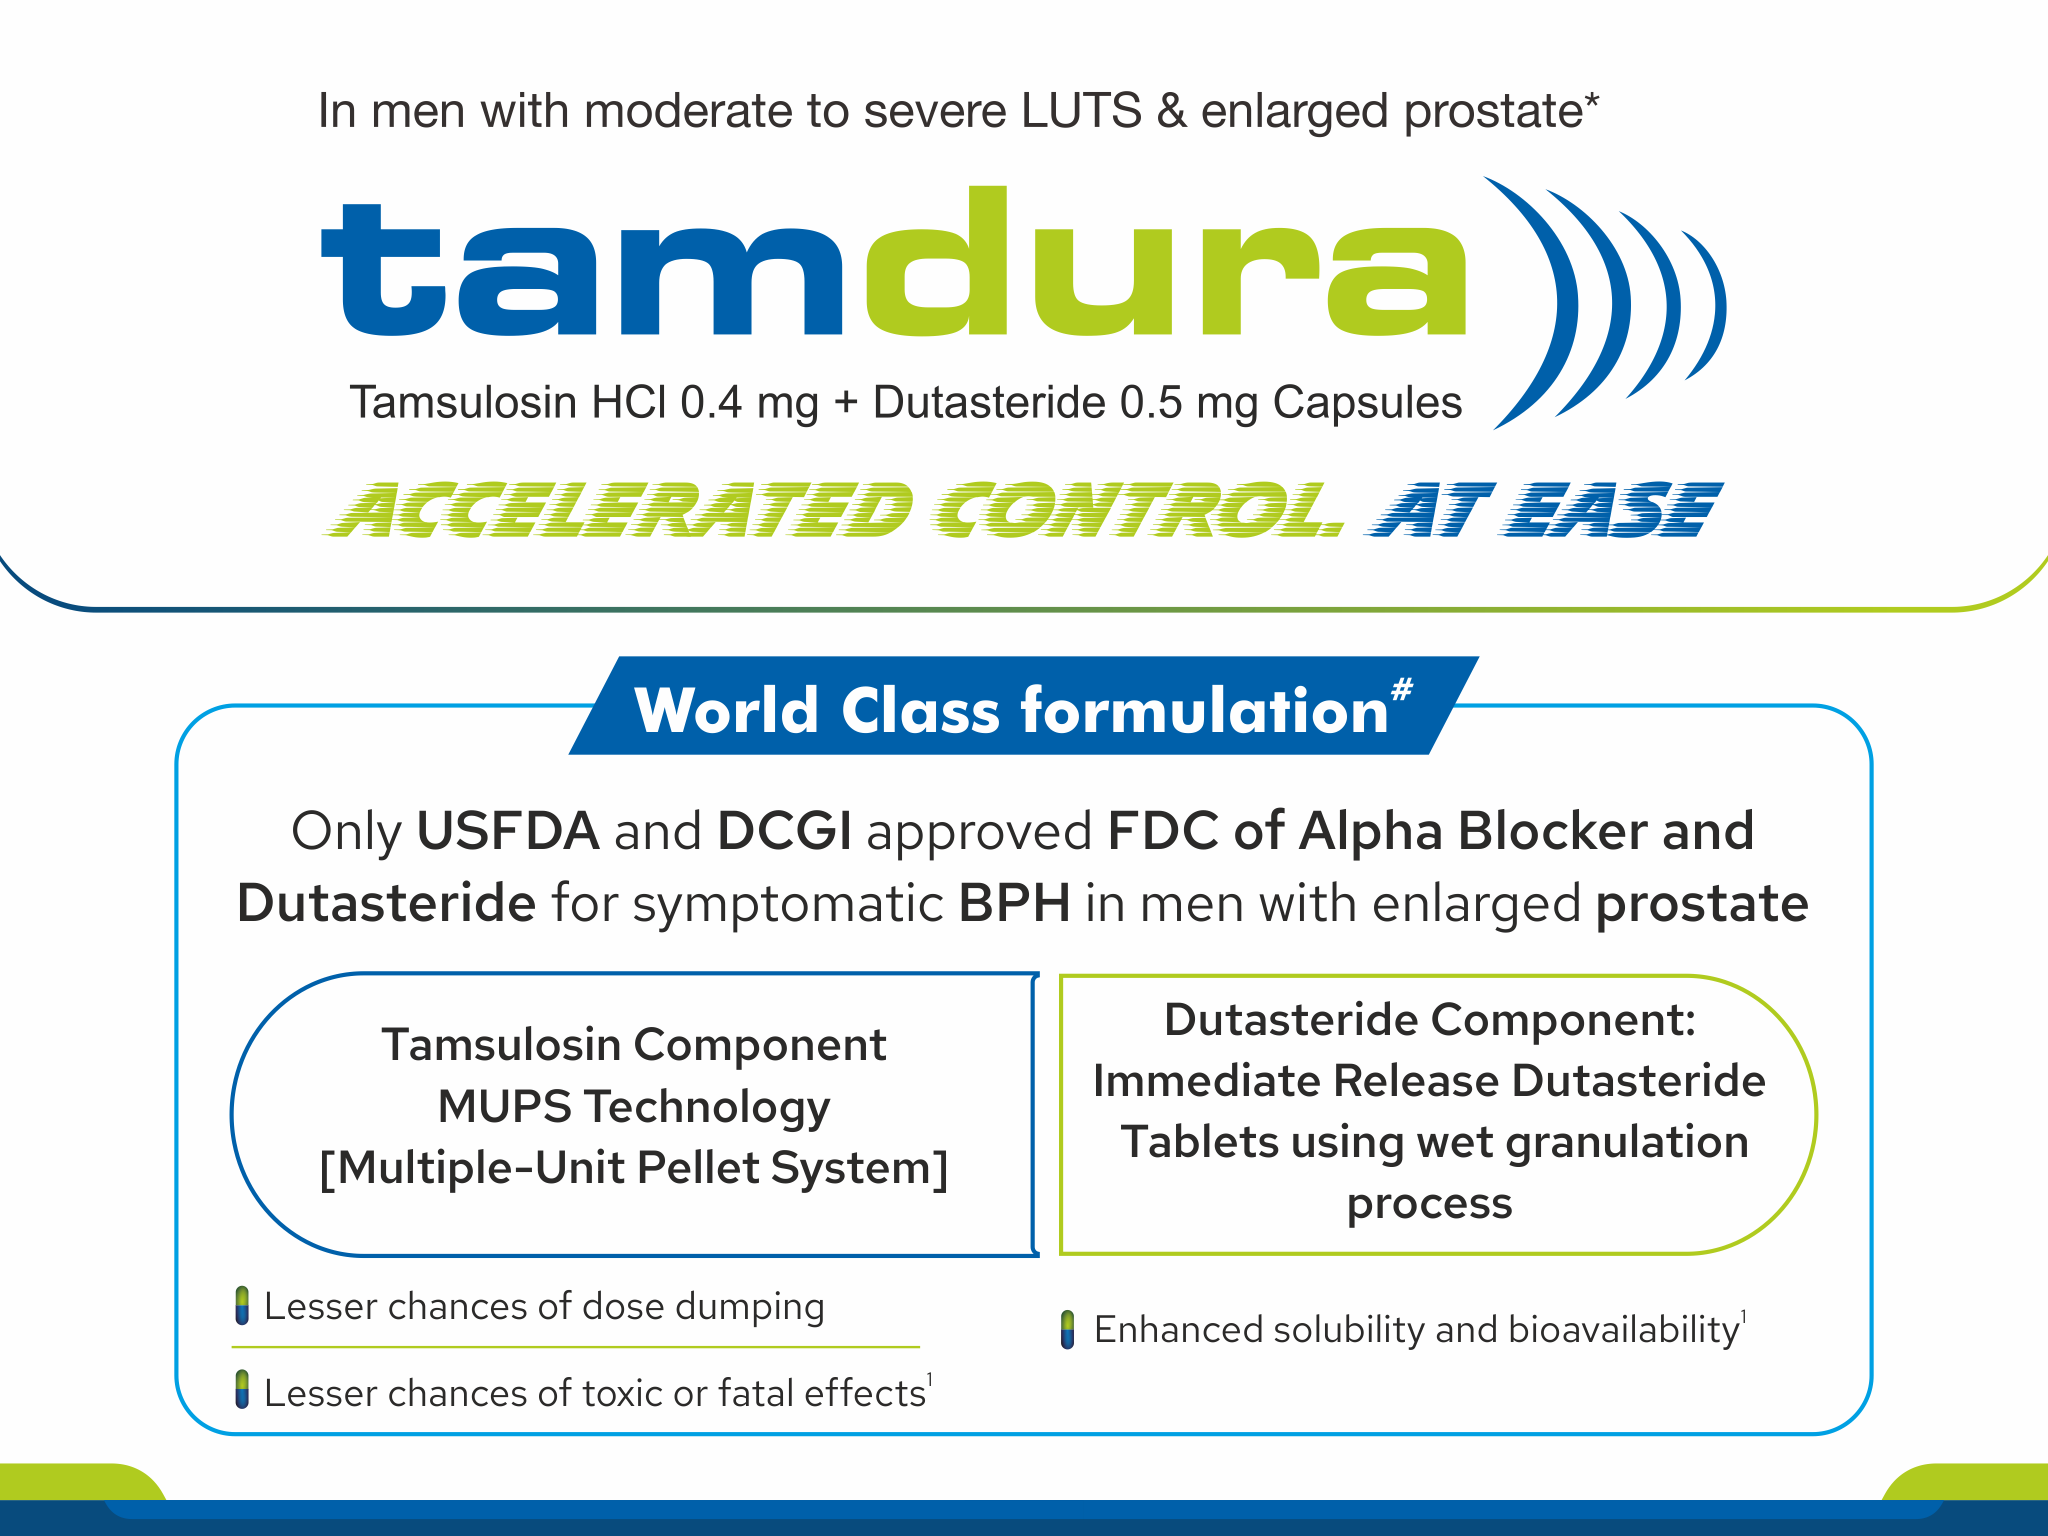 In men with moderate to severe LUTS & enlarged prostate*
tamdura
Tamsulosin HCl 0.4 mg + Dutasteride 0.5 mg Capsules
ACCELERATED CONTROL. AT EASE
World Class formulation#
Only USFDA and DCGI approved FDC of Alpha Blocker and
Dutasteride for symptomatic BPH in men with enlarged prostate
Tamsulosin Component
MUPS Technology
[Multiple-Unit Pellet System]
Lesser chances of dose dumping
Lesser chances of toxic or fatal effects1
Dutasteride Component:
Immediate Release Dutasteride
Tablets using wet granulation
process
Enhanced solubility and bioavailability1